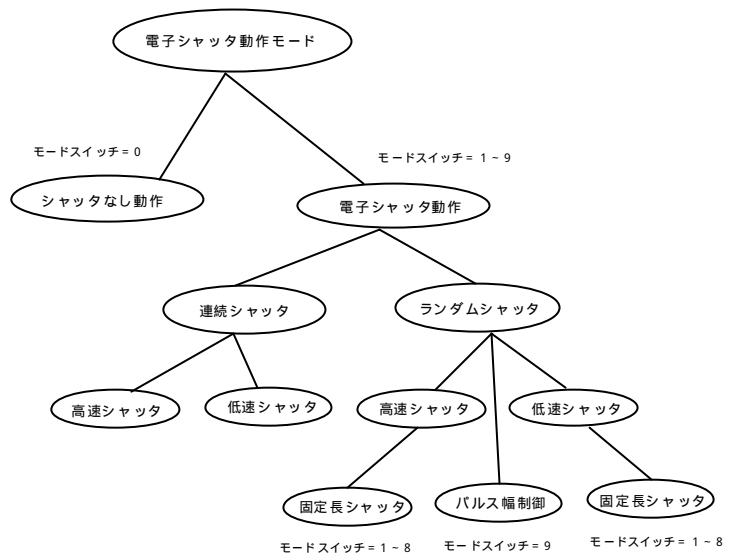 電子シャッタ動作モード
モードスイッチ= 0
モードスイッチ= 1 ~ 9
シャッタなし動作
電子シャッタ動作
連続シャッタ
ランダムシャッタ
高速シャッタ
低速シャッタ
高速シャッタ
低速シャッタ
固定長シャッタ
パルス幅制御
固定長シャッタ
モードスイッチ= 1 ~ 8
モードスイッチ= 9
モードスイッチ= 1 ~ 8